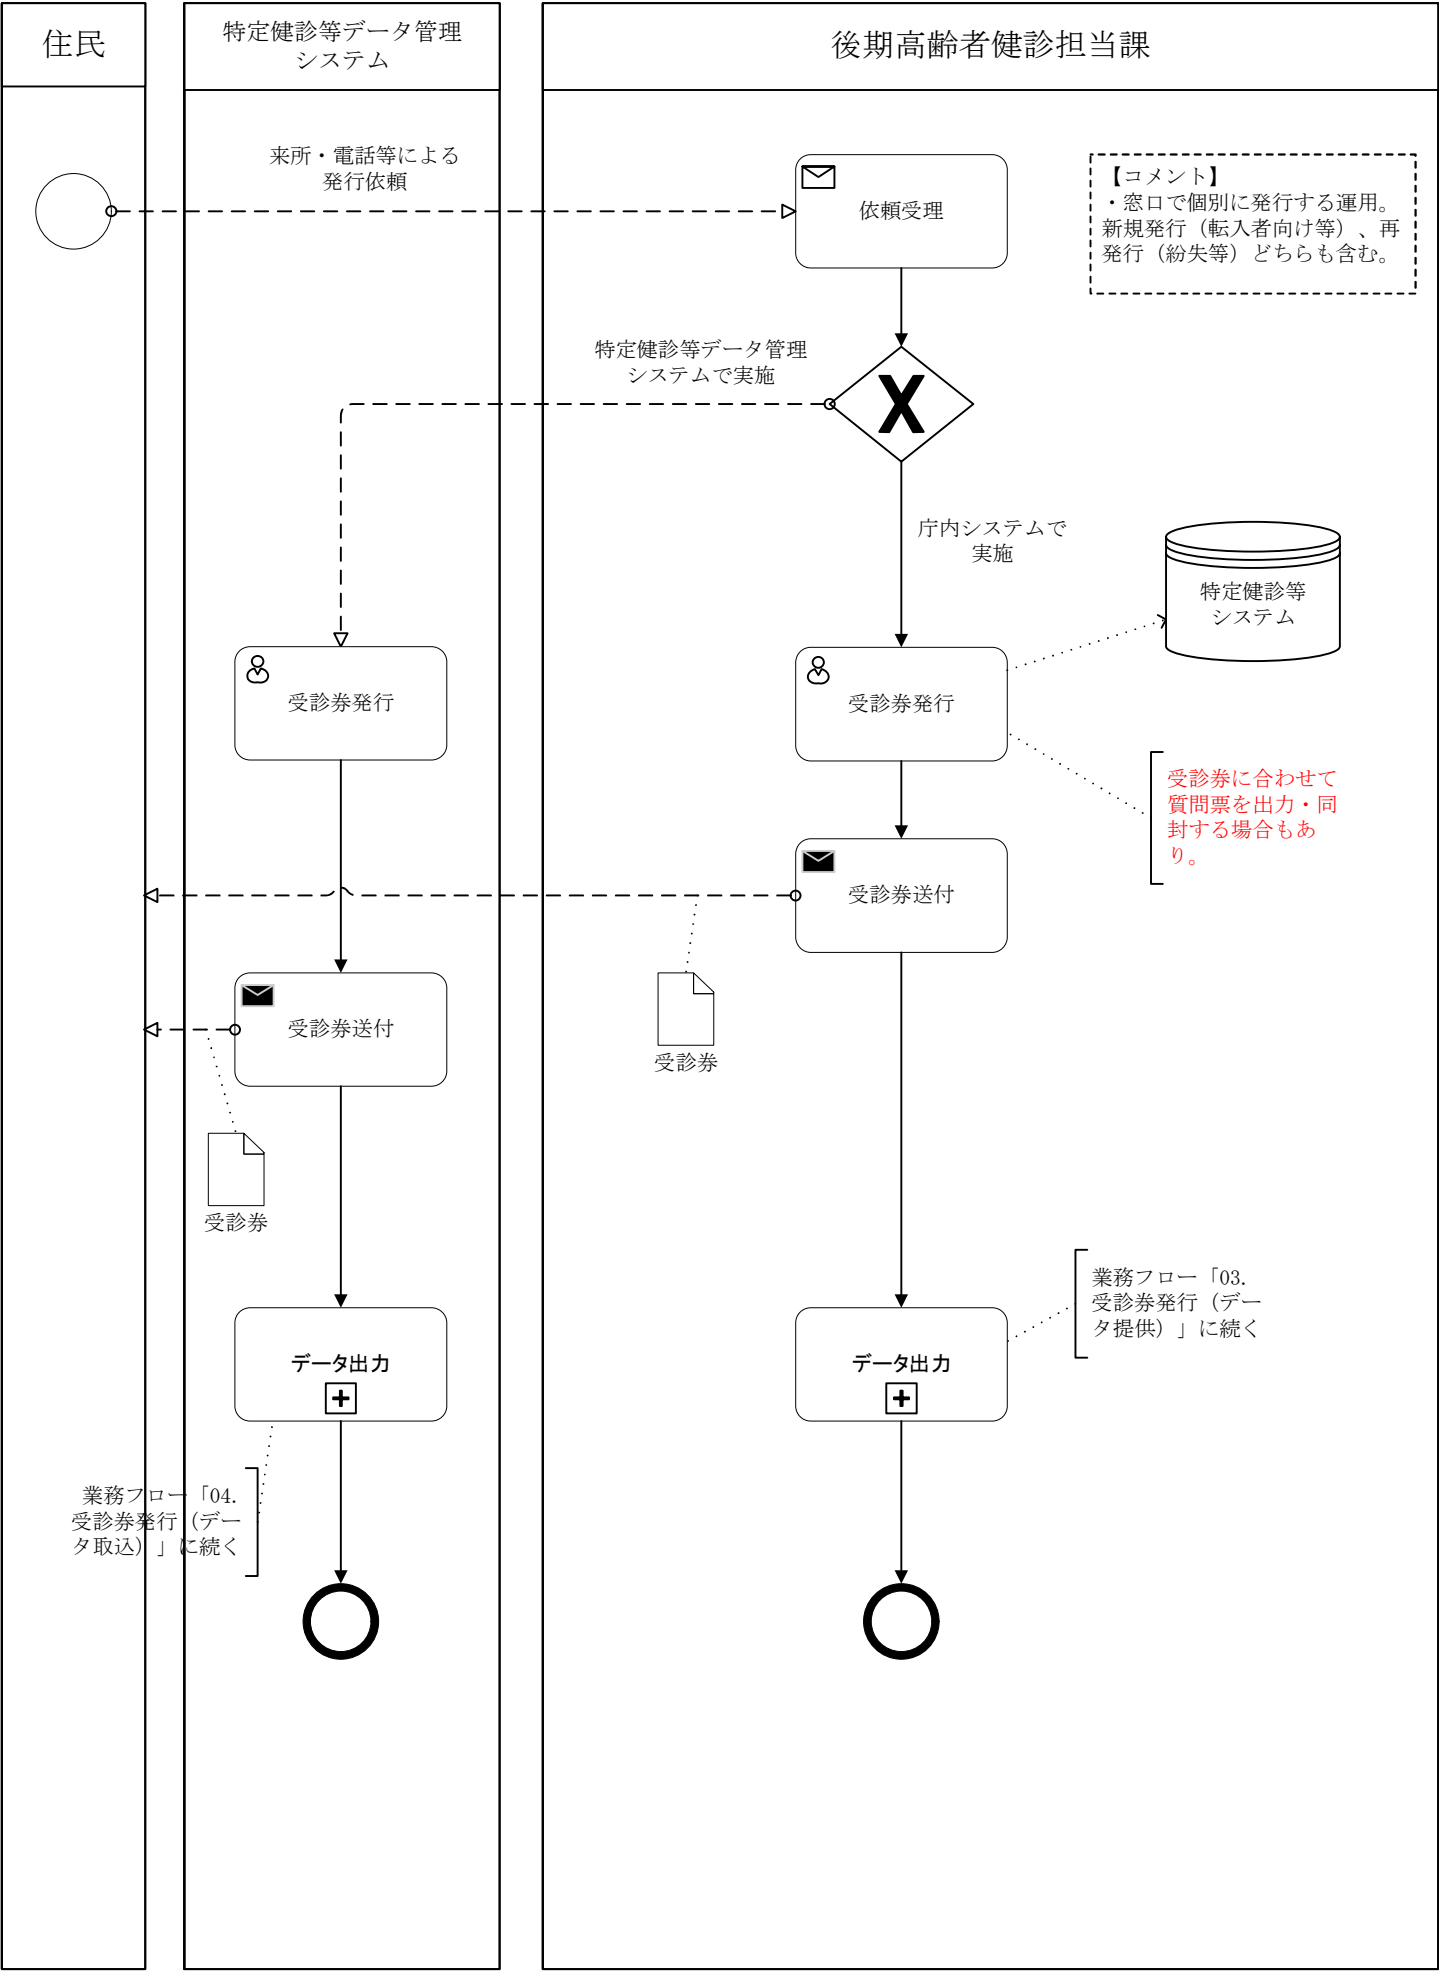 住民
特定健診等データ管理
システム
後期高齢者健診担当課
来所・電話等による
発行依頼
依頼受理
【コメント】
・窓口で個別に発行する運用。
新規発行（転入者向け等）、再
発行（紛失等）どちらも含む。
特定健診等データ管理
システムで実施
X
庁内システムで
実施
特定健診等
システム
受診券発行
受診券発行
受診券に合わせて
質問票を出力・同
封する場合もあ
り。
受診券送付
受診券送付
受診券
受診券
業務フロー「03.
受診券発行（デー
タ提供）」に続く
データ出力
データ出力
業務フロー「04.
受診券発行（デー
タ取込）」に続く